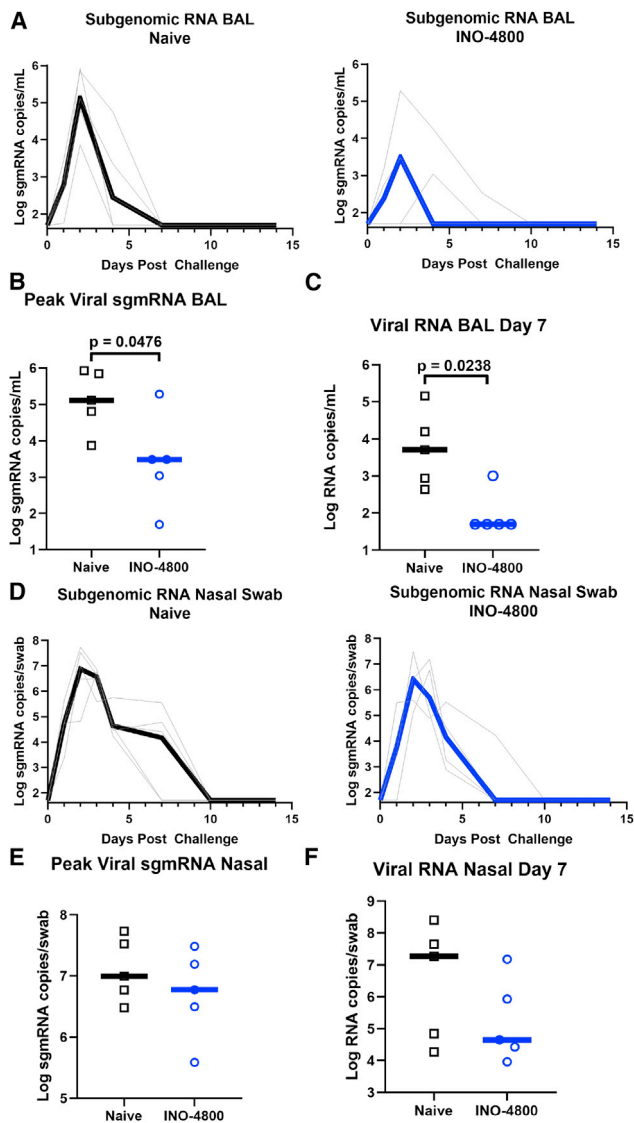 A
Subgenomic RNA BAL
Naive
Log sgmRNA copies/mL
6
5
4
3
2
0
5
10
15
Days Post Challenge
Subgenomic RNA BAL
INO-4800
Log sgmRNA copies/mL
6
5
4
3
2
0
5
10
15
Days Post Challenge
B
Peak Viral sgmRNA BAL
p = 0.0476
Log sgmRNA copies/mL
6
5
4
3
2
1
Naive
INO-4800
C
Viral RNA BAL Day 7
p = 0.0238
Log RNA copies/mL
6
5
4
3
2
1
Naive
INO-4800
D
Subgenomic RNA Nasal Swab
Naive
Log sgmRNA copies/swab
8
7
6
5
4
3
2
0
5
10
15
Days Post Challenge
Subgenomic RNA Nasal Swab
INO-4800
Log sgmRNA copies/swab
8
7
6
5
4
3
2
0
5
10
15
Days Post Challenge
E
Peak Viral sgmRNA Nasal
Log sgmRNA copies/swab
8
7
6
5
Naive
INO-4800
F
Viral RNA Nasal Day 7
Log RNA copies/swab
9
8
7
6
5
4
3
Naive
INO-4800